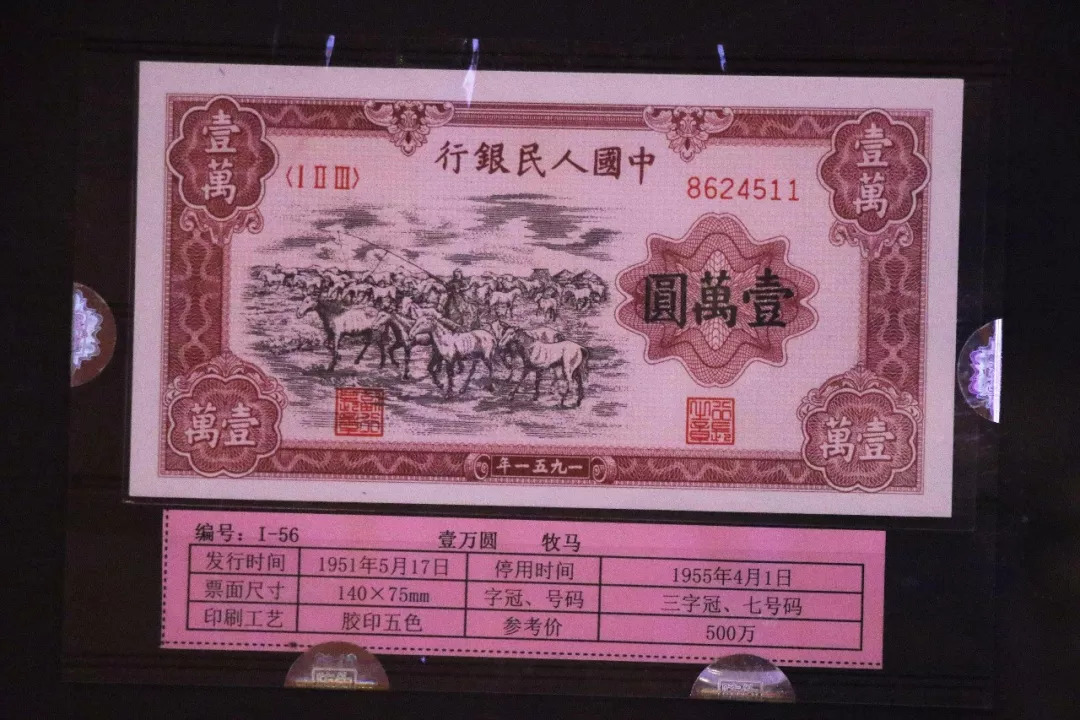 行銀民人國中
壹萬
壹萬
〈I II III〉
8624511
圓萬壹
萬壹
萬壹
年一五九一
编号：I-56 壹万圆 牧马
发行时间 1951年5月17日 停用时间 1955年4月1日
票面尺寸 140×75mm 字冠、号码 三字冠、七号码
印刷工艺 胶印五色 参考价 500万